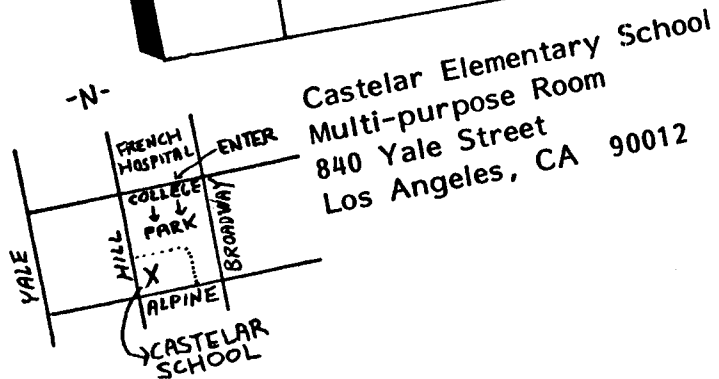 Castelar Elementary School
Multi-purpose Room
840 Yale Street
Los Angeles, CA 90012
-N-
FRENCH
HOSPITAL
ENTER
COLLEGE
PARK
YALE
HILL
BROADWAY
X
ALPINE
CASTELAR
SCHOOL